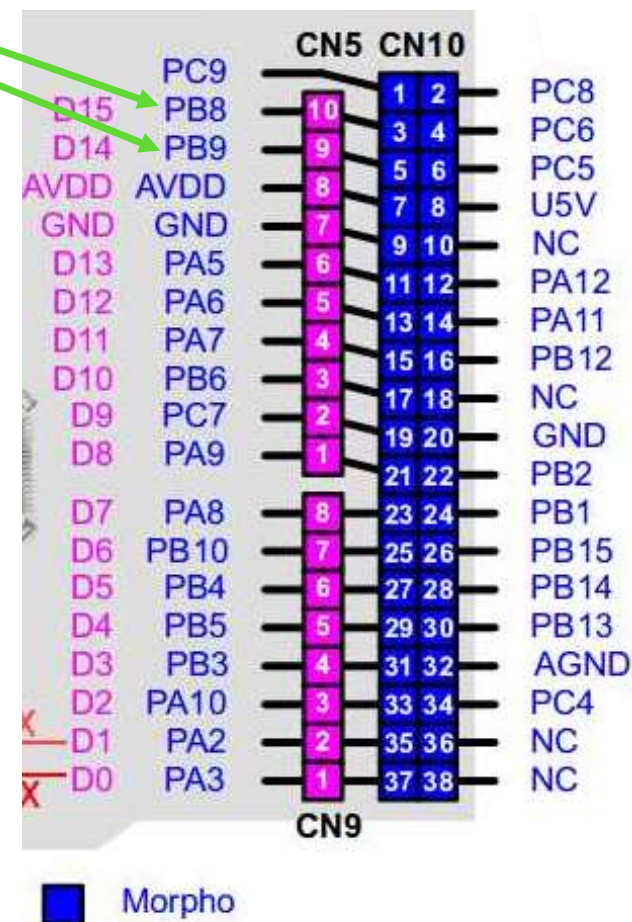 CN5 CN10
PC9 1 2 PC8
D15 PB8 10 3 4 PC6
D14 PB9 9 5 6 PC5
AVDD AVDD 8 7 8 U5V
GND GND 7 9 10 NC
D13 PA5 6 11 12 PA12
D12 PA6 5 13 14 PA11
D11 PA7 4 15 16 PB12
D10 PB6 3 17 18 NC
D9 PC7 2 19 20 GND
D8 PA9 1 21 22 PB2
D7 PA8 8 23 24 PB1
D6 PB10 7 25 26 PB15
D5 PB4 6 27 28 PB14
D4 PB5 5 29 30 PB13
D3 PB3 4 31 32 AGND
D2 PA10 3 33 34 PC4
X D1 PA2 2 35 36 NC
X D0 PA3 1 37 38 NC
CN9
Morpho